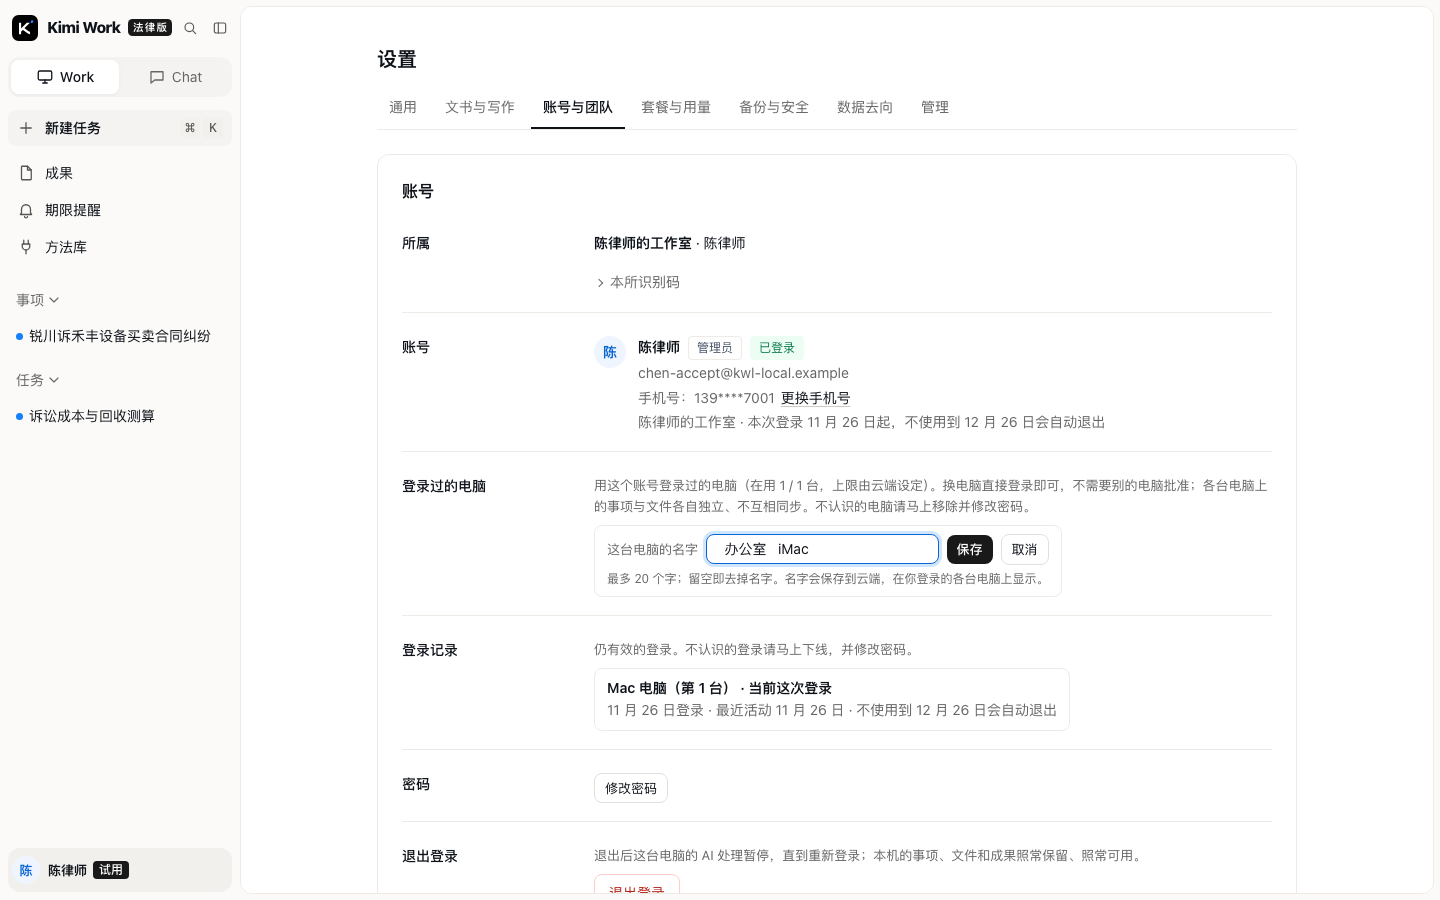 Kimi Work 法律版
Work Chat
新建任务 ⌘ K
成果
期限提醒
方法库
事项
锐川诉禾丰设备买卖合同纠纷
任务
诉讼成本与回收测算
陈 陈律师 试用
设置
通用 文书与写作 账号与团队 套餐与用量 备份与安全 数据去向 管理
账号
所属 陈律师的工作室 · 陈律师
本所识别码
账号 陈 陈律师 管理员 已登录
chen-accept@kwl-local.example
手机号：139****7001 更换手机号
陈律师的工作室 · 本次登录 11 月 26 日起，不使用到 12 月 26 日会自动退出
登录过的电脑 用这个账号登录过的电脑（在用 1 / 1 台，上限由云端设定）。换电脑直接登录即可，不需要别的电脑批准；各台电脑上
的事项与文件各自独立、不互相同步。不认识的电脑请马上移除并修改密码。
这台电脑的名字 办公室 iMac 保存 取消
最多 20 个字；留空即去掉名字。名字会保存到云端，在你登录的各台电脑上显示。
登录记录 仍有效的登录。不认识的登录请马上下线，并修改密码。
Mac 电脑（第 1 台） · 当前这次登录
11 月 26 日登录 · 最近活动 11 月 26 日 · 不使用到 12 月 26 日会自动退出
密码 修改密码
退出登录 退出后这台电脑的 AI 处理暂停，直到重新登录；本机的事项、文件和成果照常保留、照常可用。
退出登录